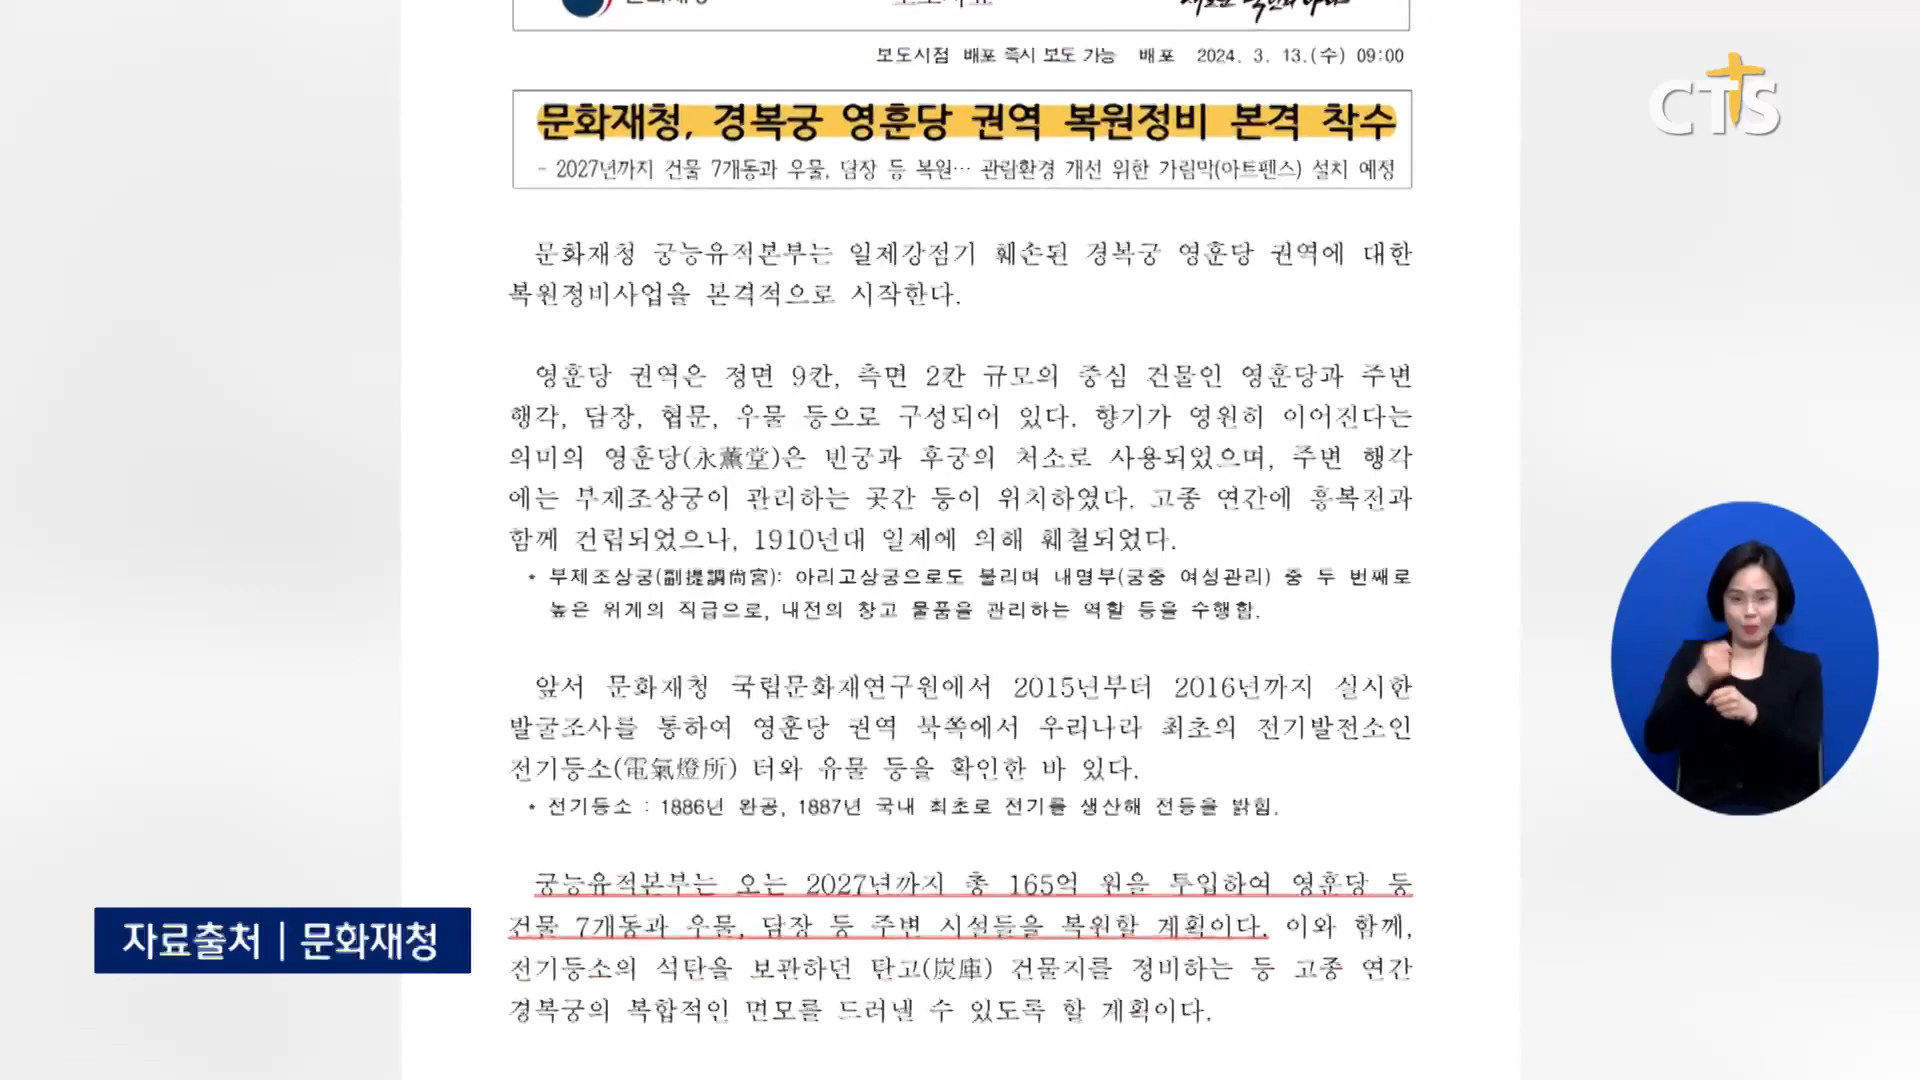 보도시점 배포 즉시 보도 가능 배포 2024. 3. 13.(수) 09:00
CTS
문화재청, 경복궁 영훈당 권역 복원정비 본격 착수
- 2027년까지 건물 7개동과 우물, 담장 등 복원… 관람환경 개선 위한 가림막(아트펜스) 설치 예정
문화재청 궁능유적본부는 일제강점기 훼손된 경복궁 영훈당 권역에 대한
복원정비사업을 본격적으로 시작한다.
영훈당 권역은 정면 9칸, 측면 2칸 규모의 중심 건물인 영훈당과 주변
행각, 담장, 협문, 우물 등으로 구성되어 있다. 향기가 영원히 이어진다는
의미의 영훈당(永薰堂)은 빈궁과 후궁의 처소로 사용되었으며, 주변 행각
에는 부제조상궁이 관리하는 곳간 등이 위치하였다. 고종 연간에 흥복전과
함께 건립되었으나, 1910년대 일제에 의해 훼철되었다.
* 부제조상궁(副提調尙宮): 아리고상궁으로도 불리며 내명부(궁중 여성관리) 중 두 번째로
높은 위계의 직급으로, 내전의 창고 물품을 관리하는 역할 등을 수행함.
앞서 문화재청 국립문화재연구원에서 2015년부터 2016년까지 실시한
발굴조사를 통하여 영훈당 권역 북쪽에서 우리나라 최초의 전기발전소인
전기등소(電氣燈所) 터와 유물 등을 확인한 바 있다.
* 전기등소 : 1886년 완공, 1887년 국내 최초로 전기를 생산해 전등을 밝힘.
궁능유적본부는 오는 2027년까지 총 165억 원을 투입하여 영훈당 등
건물 7개동과 우물, 담장 등 주변 시설들을 복원할 계획이다. 이와 함께,
전기등소의 석탄을 보관하던 탄고(炭庫) 건물지를 정비하는 등 고종 연간
경복궁의 복합적인 면모를 드러낼 수 있도록 할 계획이다.
자료출처 | 문화재청